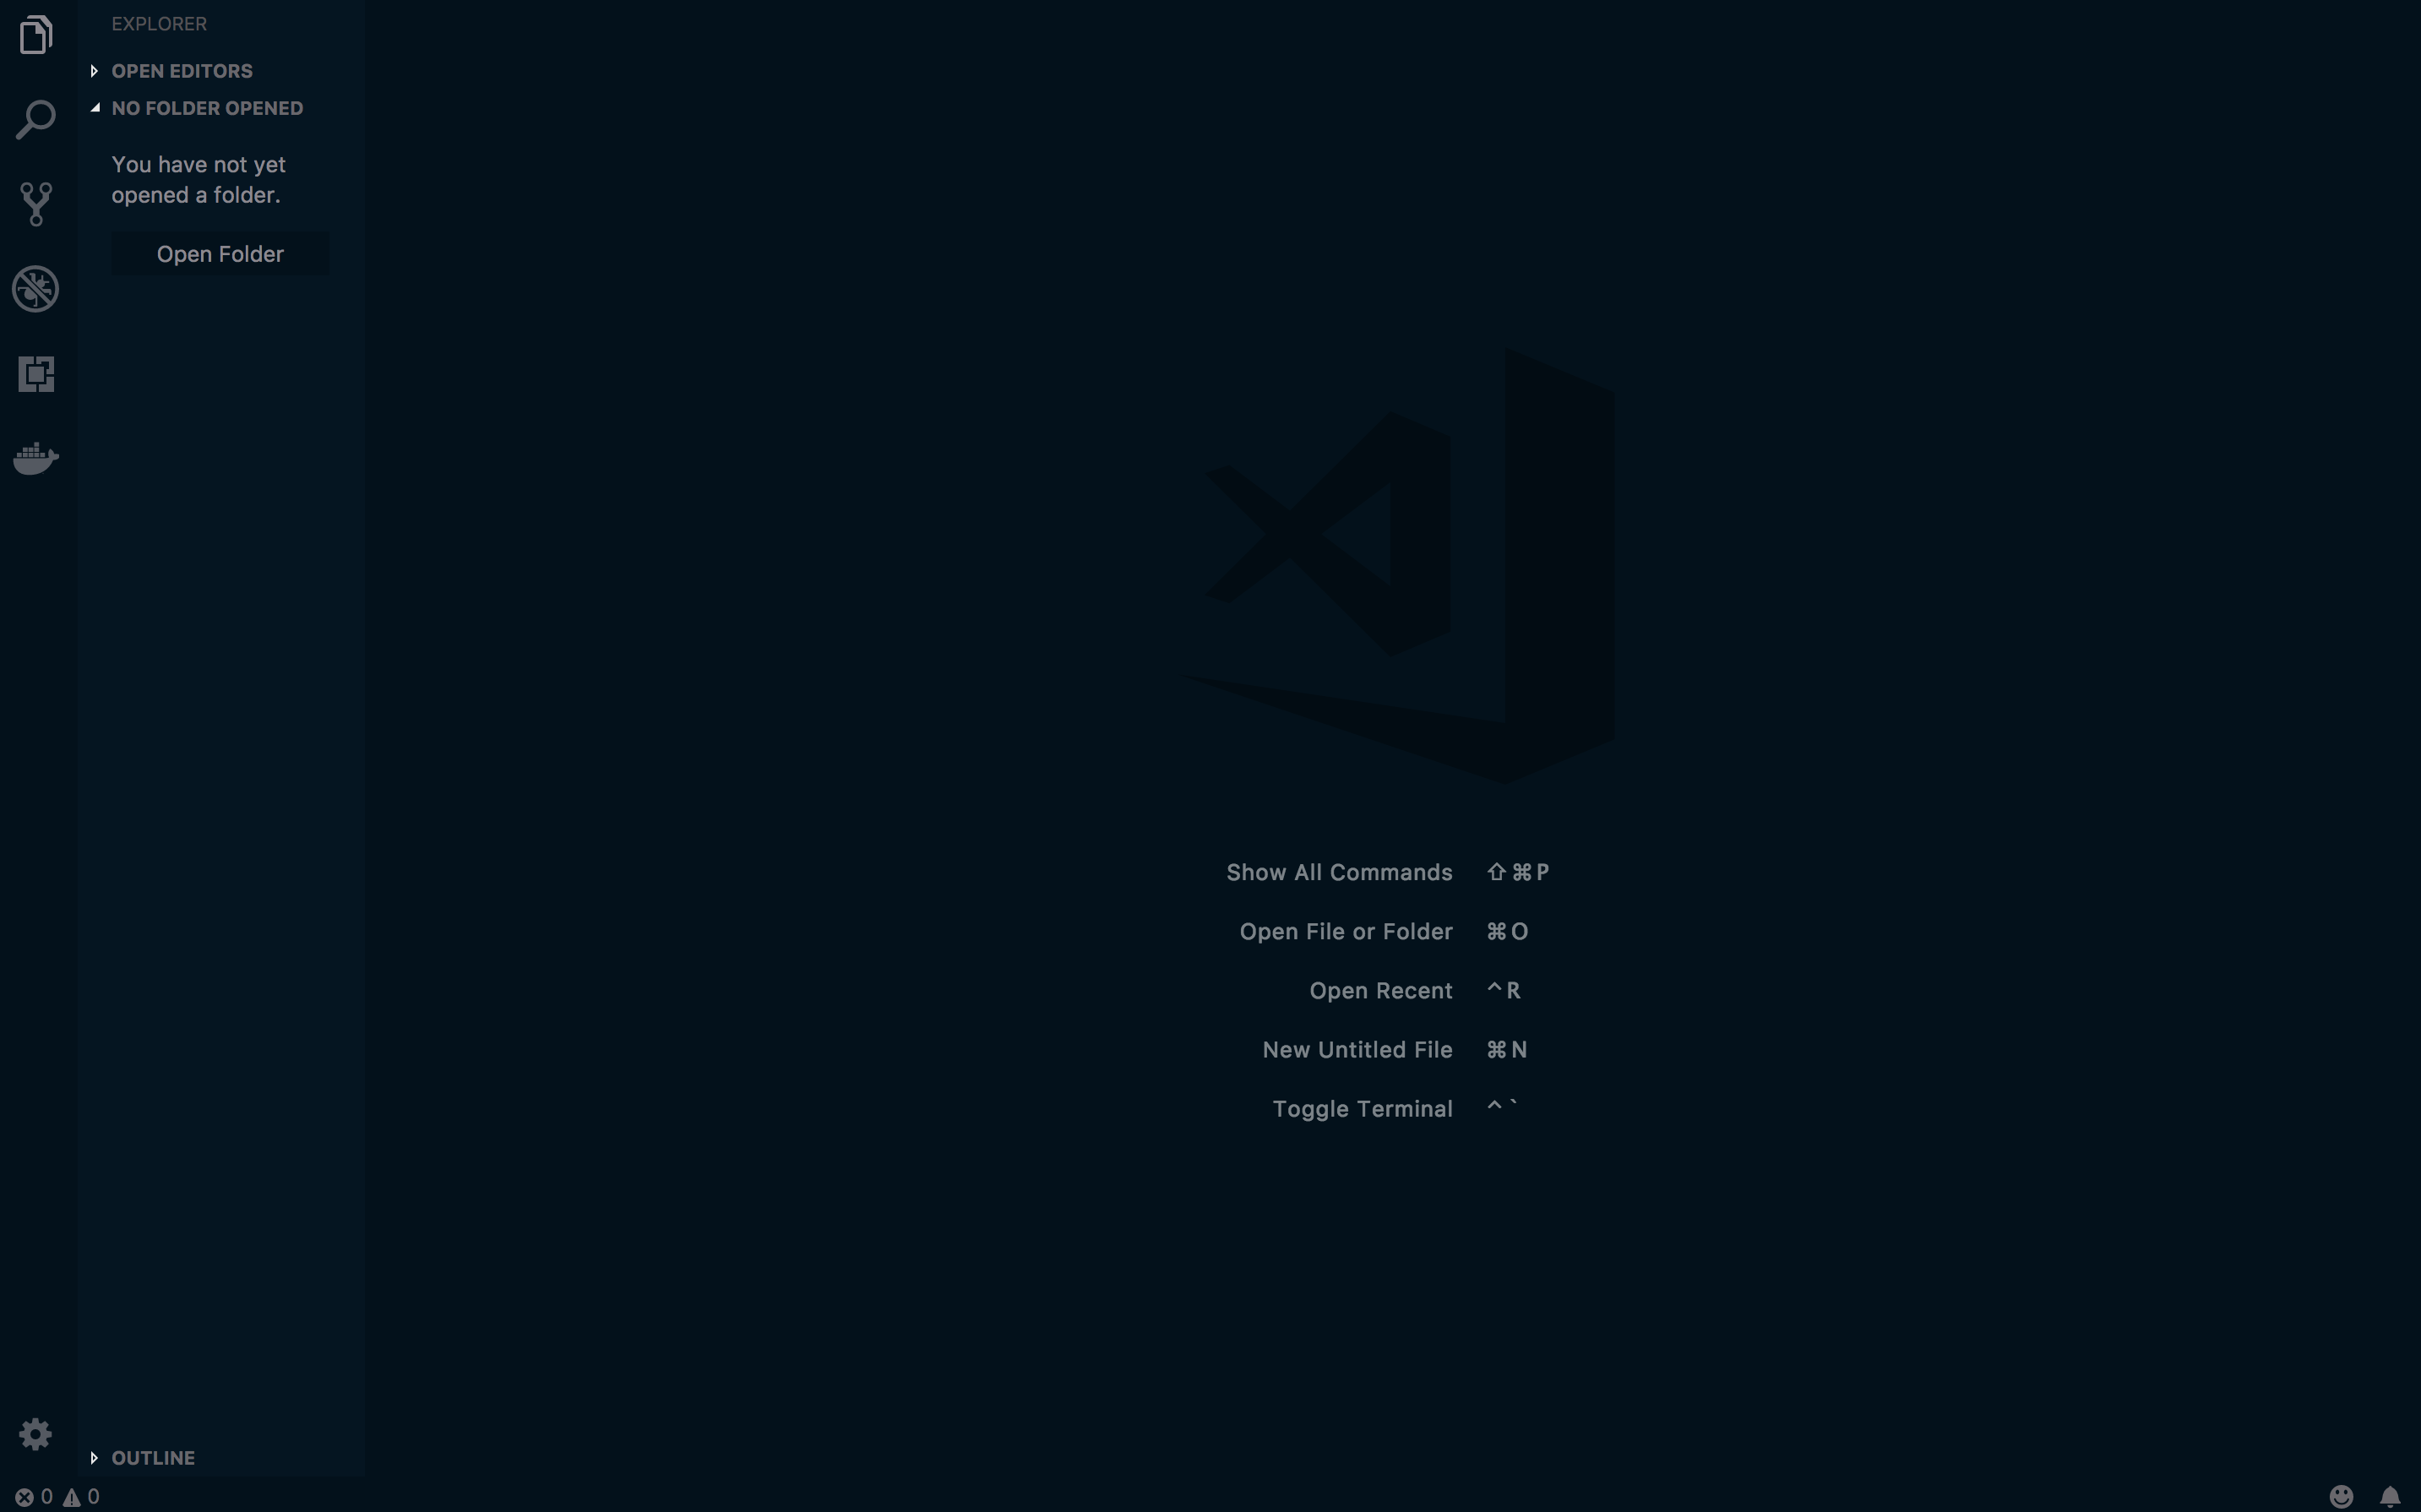 EXPLORER
OPEN EDITORS
NO FOLDER OPENED
You have not yet
opened a folder.
Open Folder
Show All Commands ⇧⌘P
Open File or Folder ⌘O
Open Recent ^R
New Untitled File ⌘N
Toggle Terminal ^`
OUTLINE
0 0